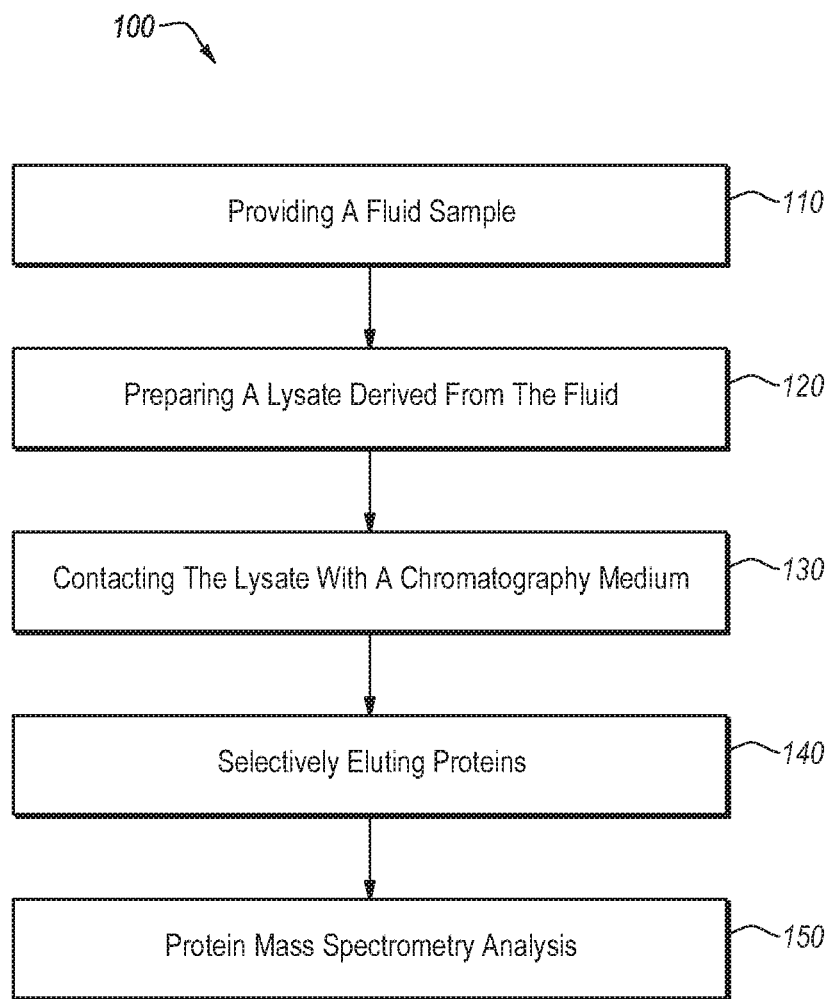 100
Providing A Fluid Sample
110
Preparing A Lysate Derived From The Fluid
120
Contacting The Lysate With A Chromatography Medium
130
Selectively Eluting Proteins
140
Protein Mass Spectrometry Analysis
150